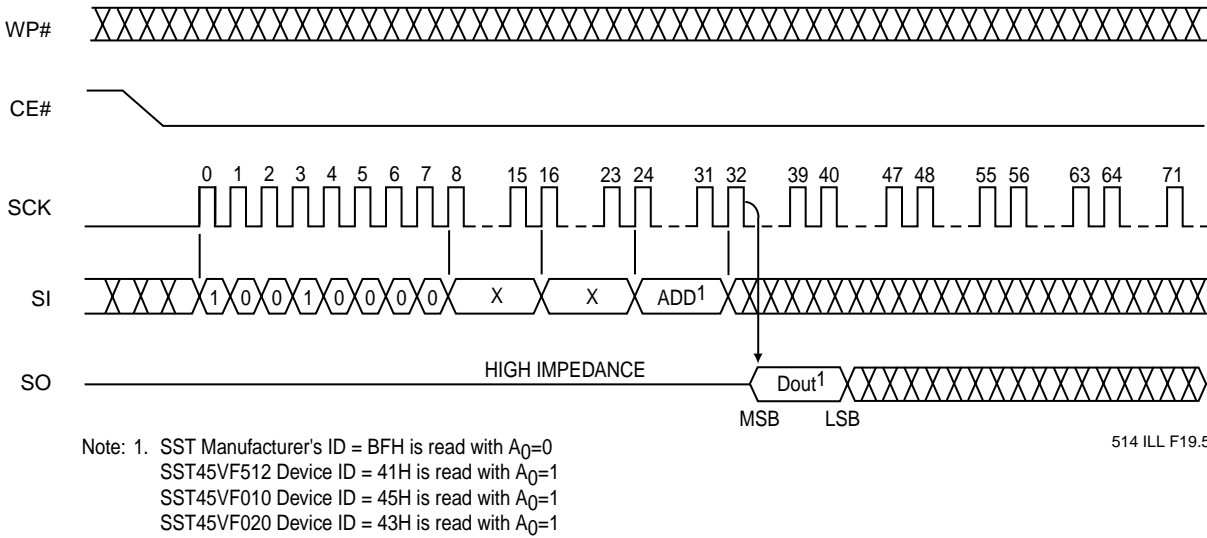 WP#
CE#
0 1 2 3 4 5 6 7 8 15 16 23 24 31 32 39 40 47 48 55 56 63 64 71
SCK
SI 1 0 0 1 0 0 0 0 X X ADD1
SO HIGH IMPEDANCE Dout1
MSB LSB
Note: 1. SST Manufacturer's ID = BFH is read with A0=0
514 ILL F19.5
SST45VF512 Device ID = 41H is read with A0=1
SST45VF010 Device ID = 45H is read with A0=1
SST45VF020 Device ID = 43H is read with A0=1